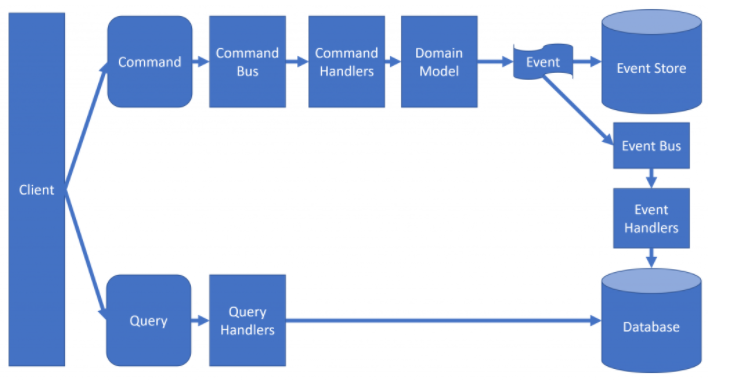 Client
Command
Command
Bus
Command
Handlers
Domain
Model
Event
Event Store
Event Bus
Event
Handlers
Query
Query
Handlers
Database